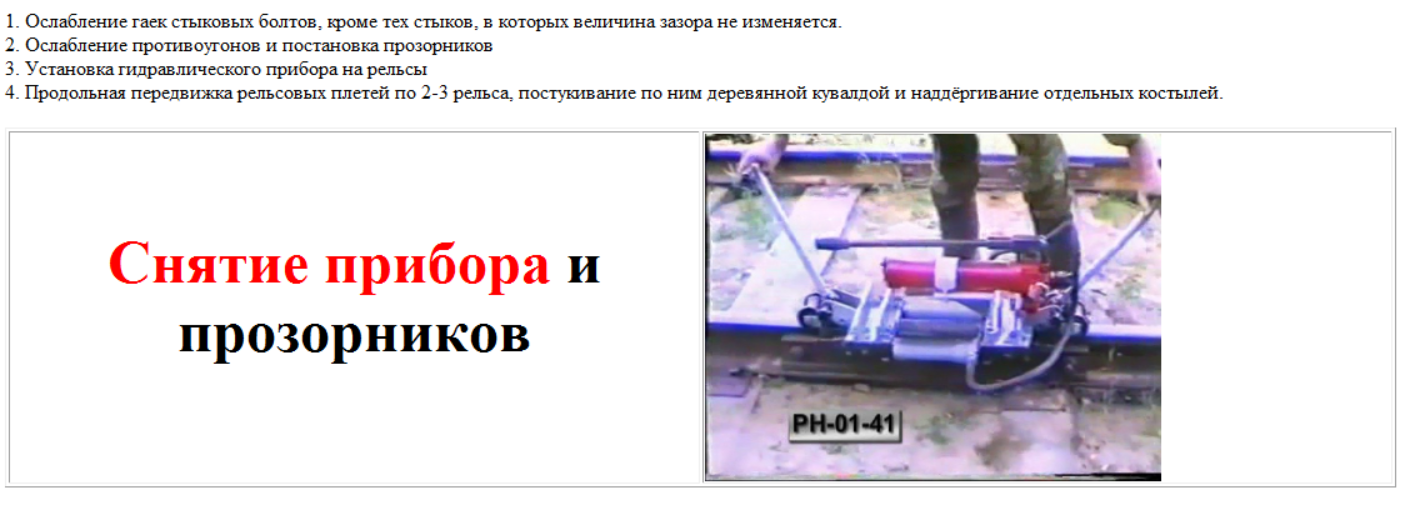 1. Ослабление гаек стыковых болтов, кроме тех стыков, в которых величина зазора не изменяется.
2. Ослабление противоугонов и постановка прозорников
3. Установка гидравлического прибора на рельсы
4. Продольная передвижка рельсовых плетей по 2-3 рельса, постукивание по ним деревянной кувалдой и наддёргивание отдельных костылей.
Снятие прибора и
прозорников
РН-01-41